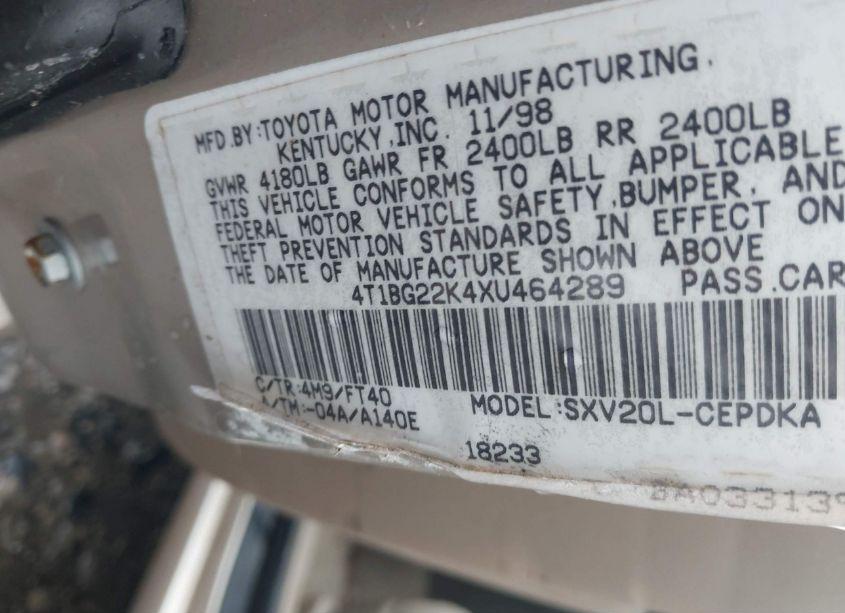 MFD.BY:TOYOTA MOTOR MANUFACTURING,
KENTUCKY,INC. 11/98
GVWR 4180LB GAWR FR 2400LB RR 2400LB
THIS VEHICLE CONFORMS TO ALL APPLICABLE
FEDERAL MOTOR VEHICLE SAFETY,BUMPER, AND
THEFT PREVENTION STANDARDS IN EFFECT ON
THE DATE OF MANUFACTURE SHOWN ABOVE
4T1BG22K4XU464289 PASS.CAR
C/TR:4M9/FT40
A/TM:-04A/A140E
MODEL:SXV20L-CEPDKA
18233